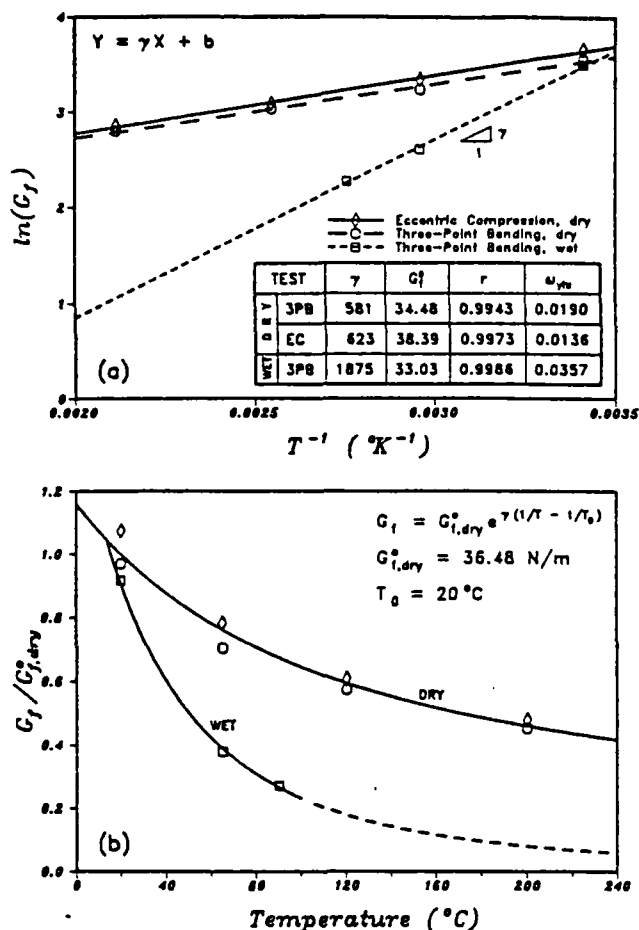 Y = γX + b
4
3
2
1
0
ln(G_f)
γ
1
Eccentric Compression, dry
Three-Point Bending, dry
Three-Point Bending, wet
TEST γ G_f^o r ω_y|x
DRY 3PB 581 34.48 0.9943 0.0190
EC 623 38.39 0.9973 0.0136
WET 3PB 1875 33.03 0.9986 0.0357
(a)
0.0020 0.0025 0.0030 0.0035
T^-1 (°K^-1)
G_f = G_f,dry^o e^γ(1/T - 1/T_0)
G_f,dry^o = 36.48 N/m
T_0 = 20°C
1.2
1.0
0.8
0.6
0.4
0.2
0.0
G_f/G_f,dry^o
DRY
WET
(b)
0 40 80 120 160 200 240
Temperature (°C)